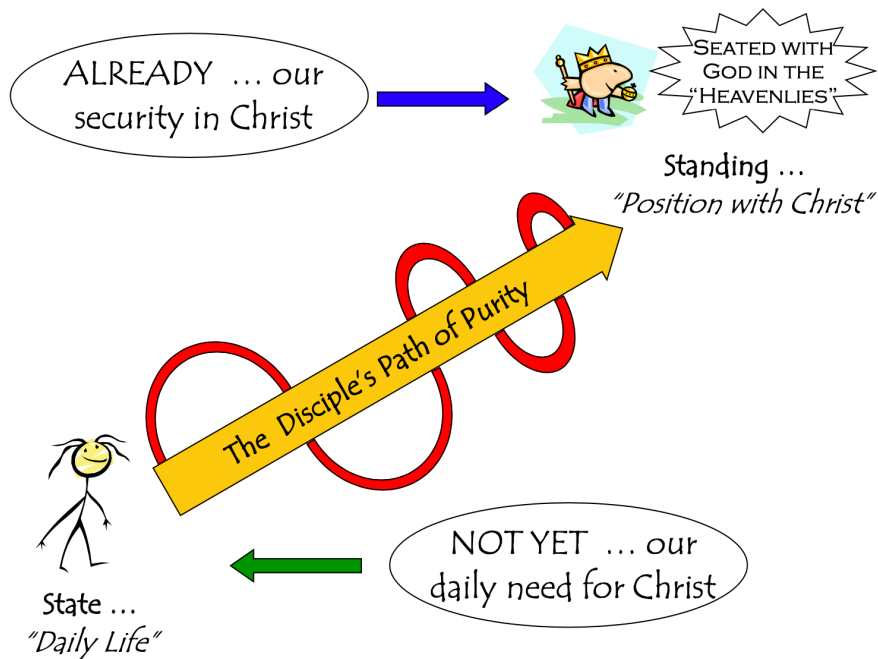 ALREADY … our
security in Christ
SEATED WITH
GOD IN THE
“HEAVENLIES”
Standing …
“Position with Christ”
The Disciple’s Path of Purity
NOT YET … our
daily need for Christ
State …
“Daily Life”